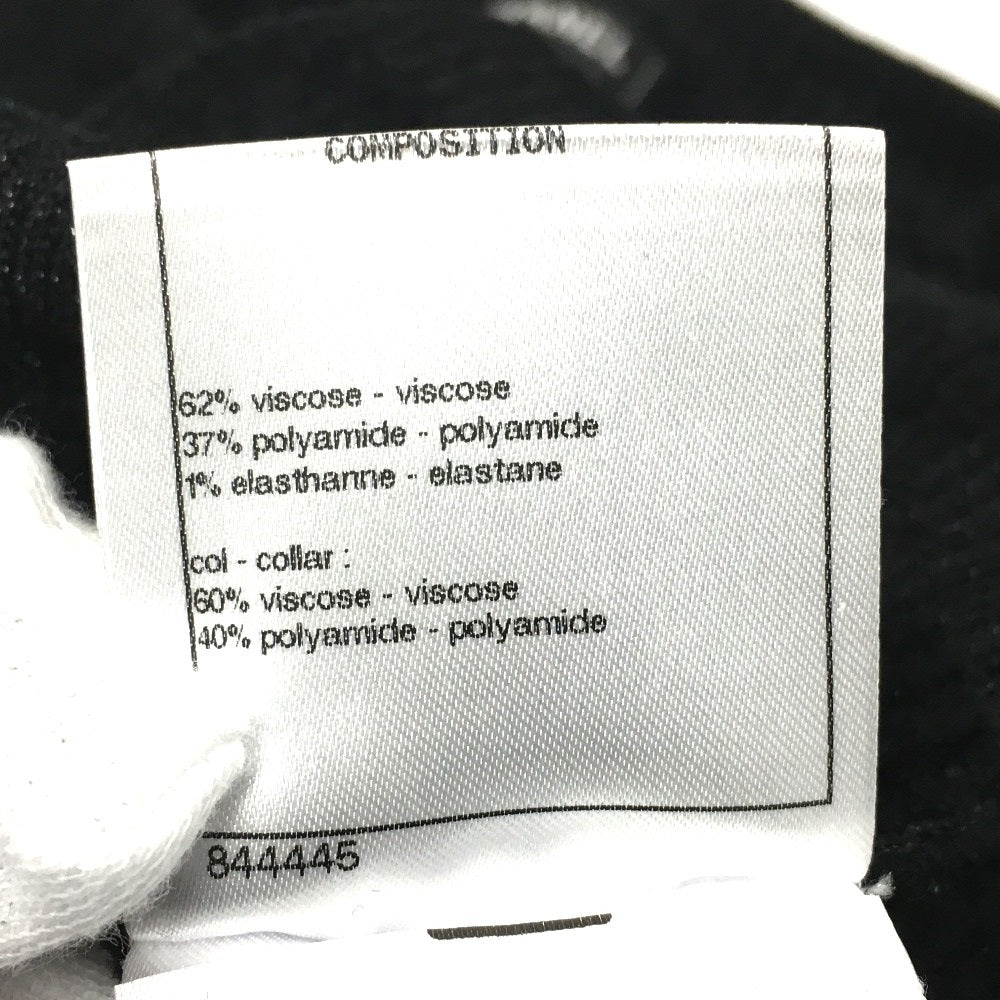 COMPOSITION
62% viscose - viscose
37% polyamide - polyamide
1% elasthanne - elastane
col - collar :
60% viscose - viscose
40% polyamide - polyamide
844445